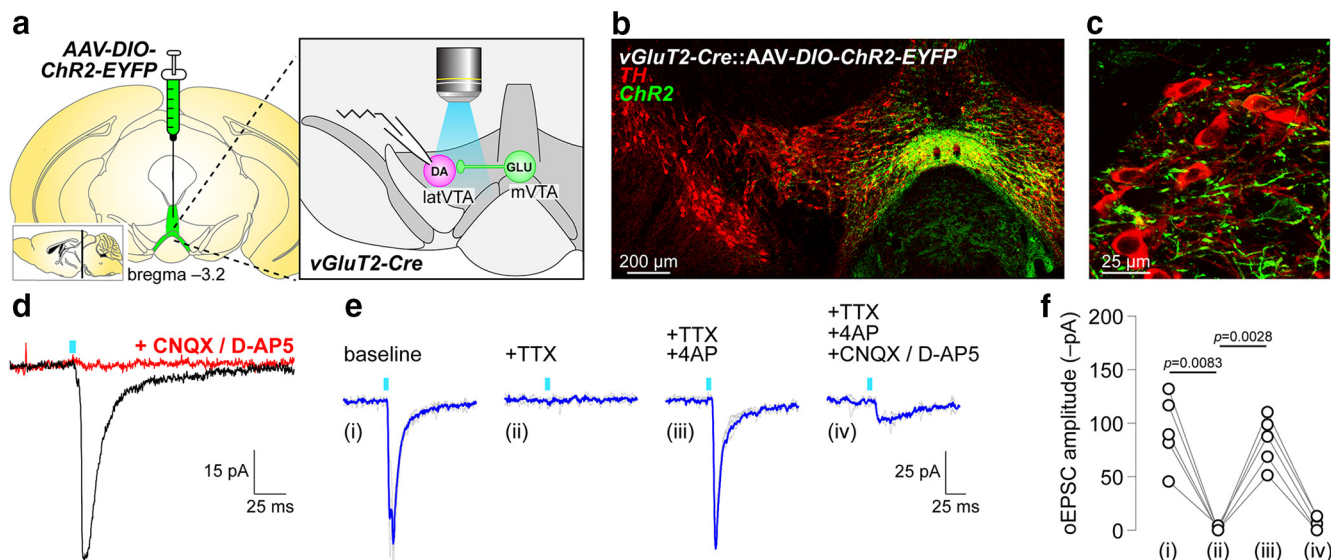 a
AAV-DIO-
ChR2-EYFP
bregma –3.2
DA
GLU
latVTA
mVTA
vGluT2-Cre
b
vGluT2-Cre::AAV-DIO-ChR2-EYFP
TH
ChR2
200 µm
c
25 µm
d
+ CNQX / D-AP5
15 pA
25 ms
e
baseline
(i)
+TTX
(ii)
+TTX
+4AP
(iii)
+TTX
+4AP
+CNQX / D-AP5
(iv)
25 pA
25 ms
f
oEPSC amplitude (–pA)
200
150
100
50
0
p=0.0083
p=0.0028
(i) (ii) (iii) (iv)